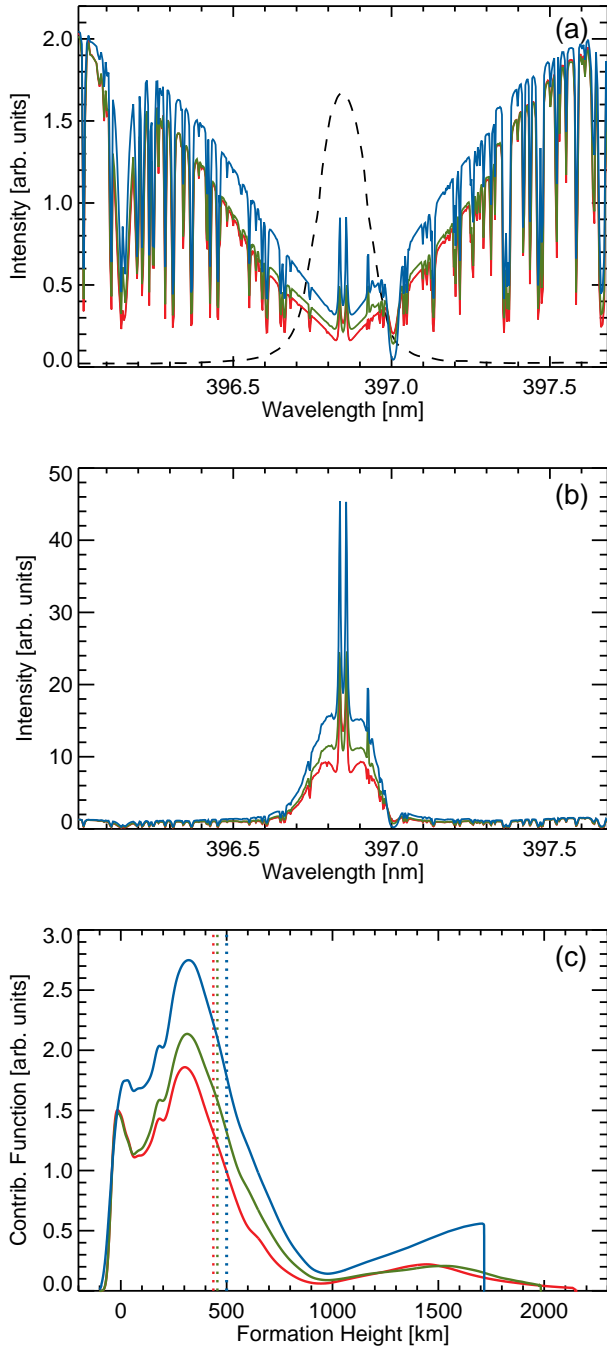 (a)
2.0
1.5
1.0
0.5
0.0
Intensity [arb. units]
396.5 397.0 397.5
Wavelength [nm]
(b)
50
40
30
20
10
0
Intensity [arb. units]
396.5 397.0 397.5
Wavelength [nm]
(c)
3.0
2.5
2.0
1.5
1.0
0.5
0.0
Contrib. Function [arb. units]
0 500 1000 1500 2000
Formation Height [km]